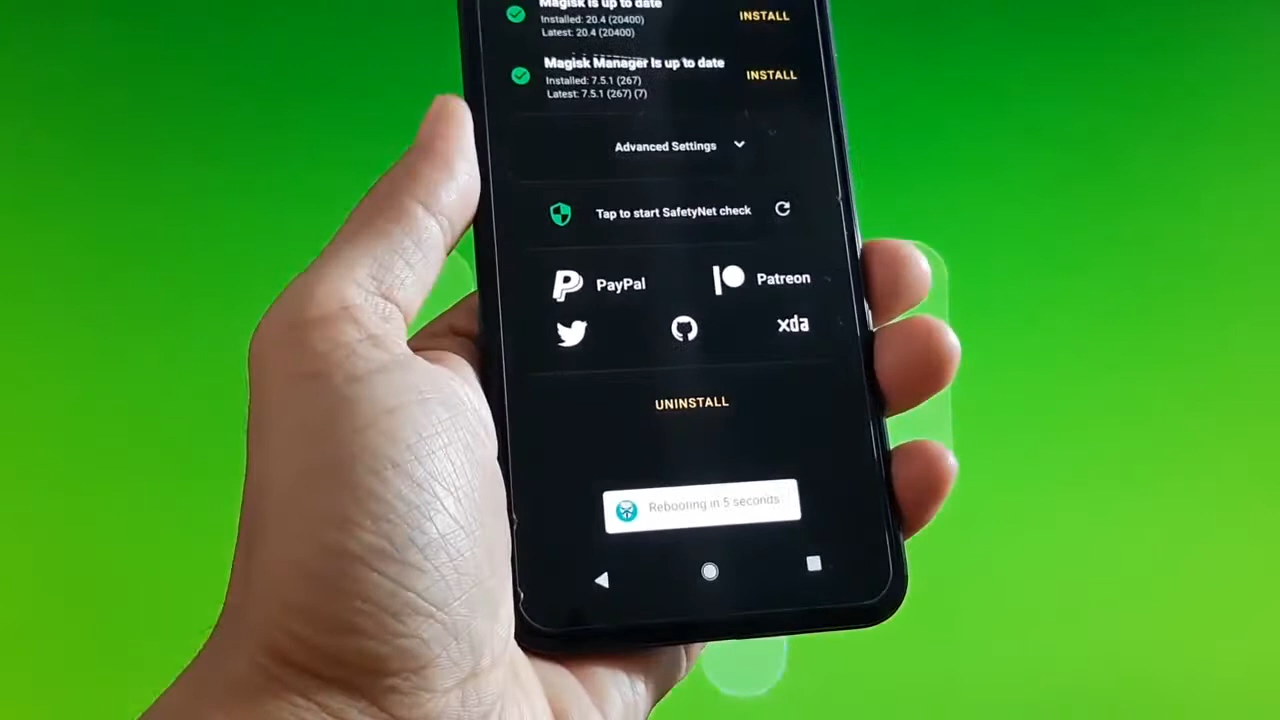 Magisk is up to date
INSTALL
Installed: 20.4 (20400)
Latest: 20.4 (20400)
Magisk Manager is up to date
INSTALL
Installed: 7.5.1 (267)
Latest: 7.5.1 (267) (7)
Advanced Settings
Tap to start SafetyNet check
PayPal
Patreon
xda
UNINSTALL
Rebooting in 5 seconds